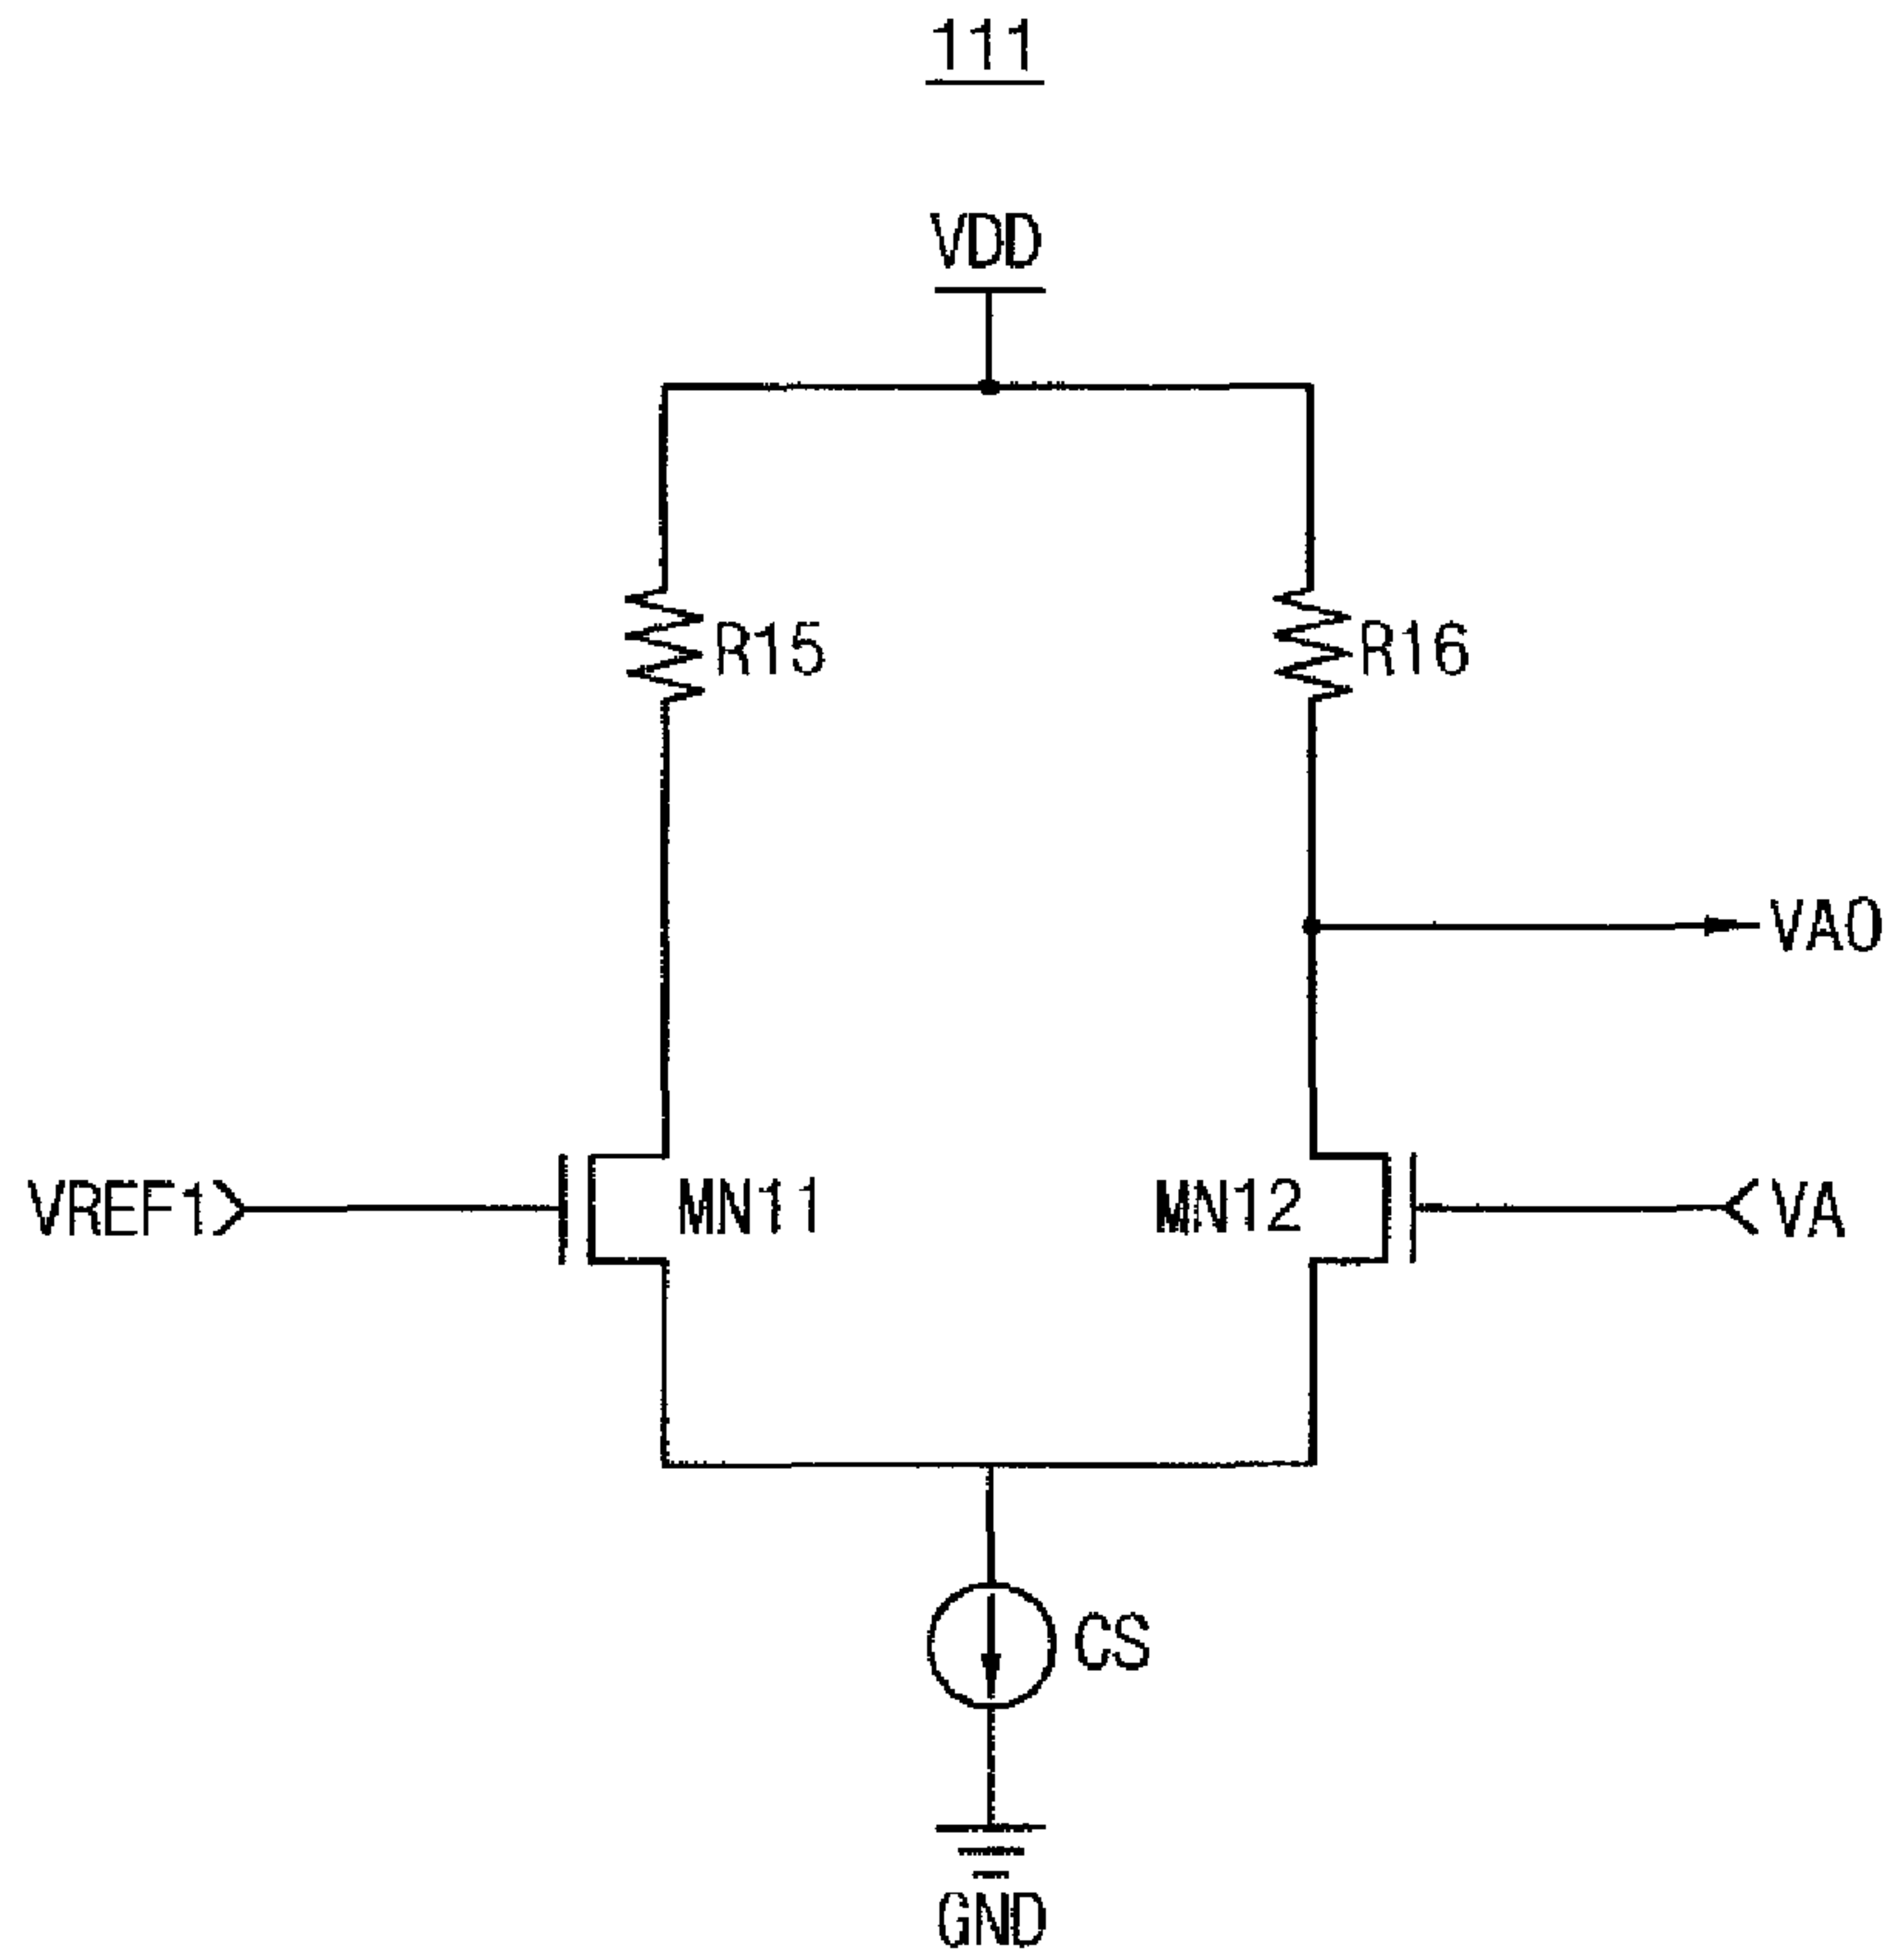 111
VDD
R15
R16
VAO
VREF1
MN11
MN12
VA
CS
GND